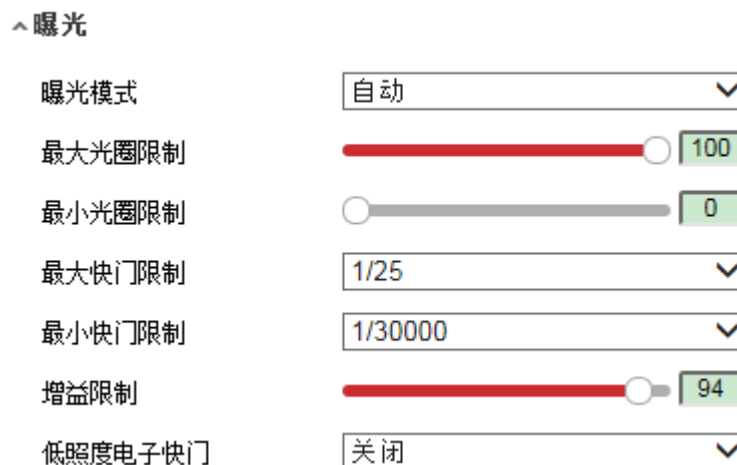 曝光
曝光模式 自动
最大光圈限制 100
最小光圈限制 0
最大快门限制 1/25
最小快门限制 1/30000
增益限制 94
低照度电子快门 关闭